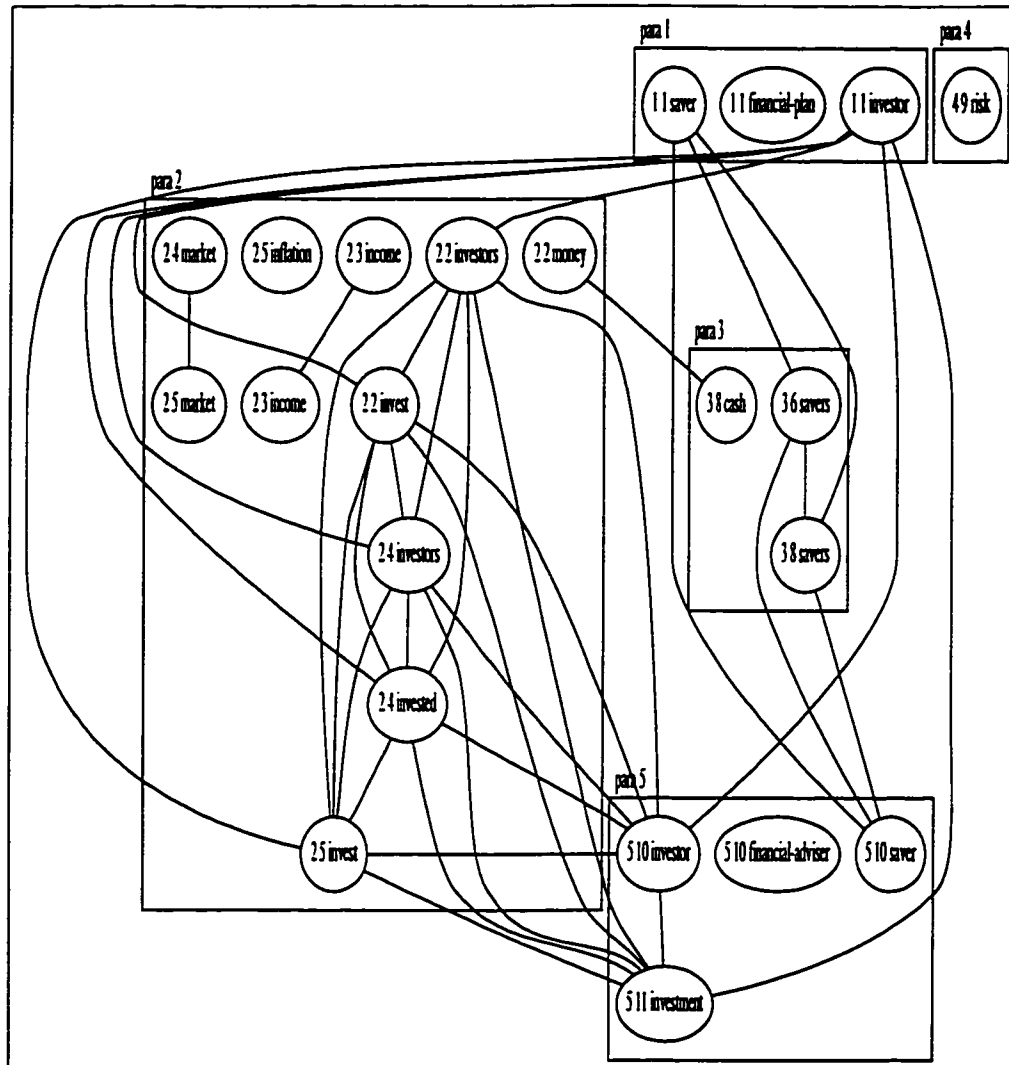 para 1
para 4
1 1 saver
1 1 financial-plan
1 1 investor
4 9 risk
para 2
2 4 market
2 5 inflation
2 3 income
2 2 investors
2 2 money
para 3
2 5 market
2 3 income
2 2 invest
3 8 cash
3 6 savers
2 4 investors
3 8 savers
2 4 invested
para 5
2 5 invest
5 10 investor
5 10 financial-adviser
5 10 saver
5 11 investment